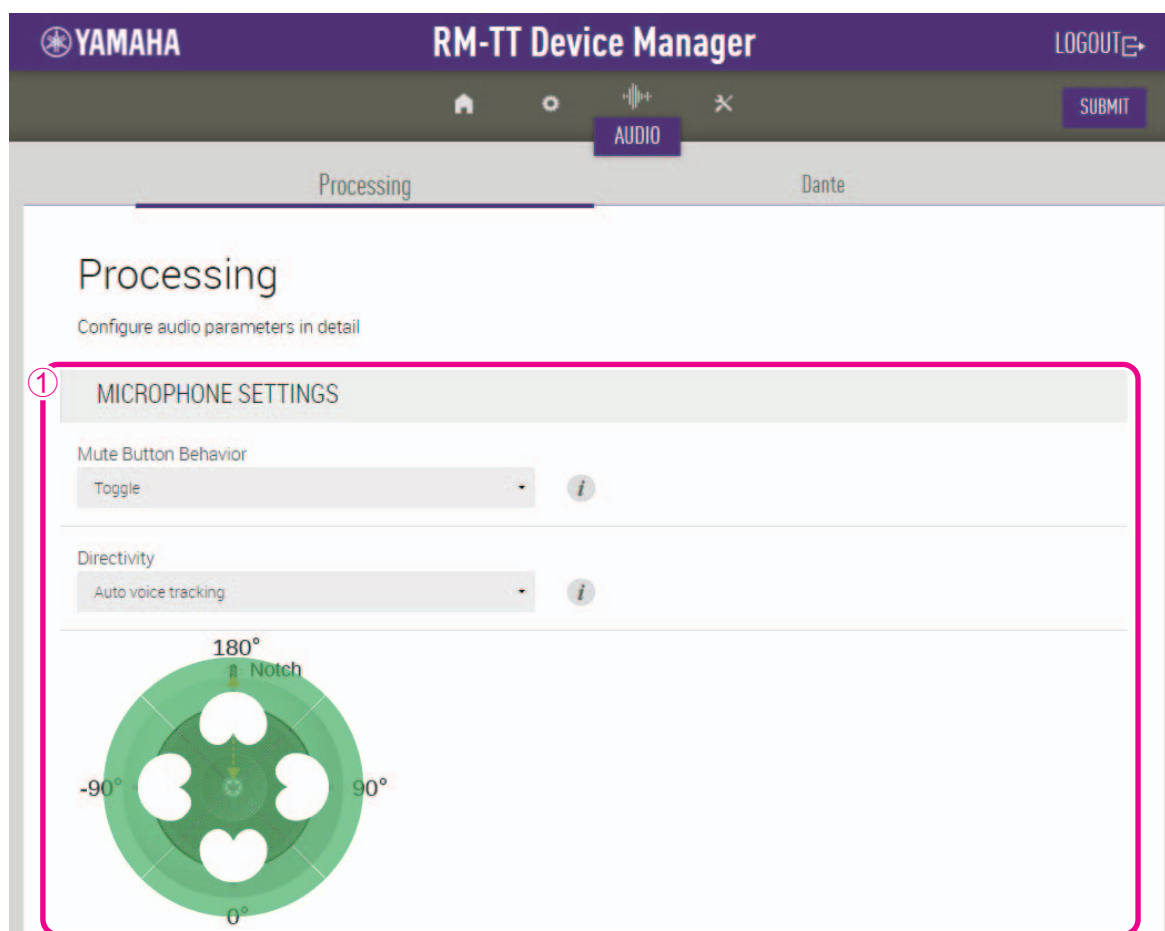 YAMAHA
RM-TT Device Manager
LOGOUT
AUDIO
SUBMIT
Processing
Dante
Processing
Configure audio parameters in detail
1
MICROPHONE SETTINGS
Mute Button Behavior
Toggle
i
Directivity
Auto voice tracking
i
180°
Notch
-90°
90°
0°